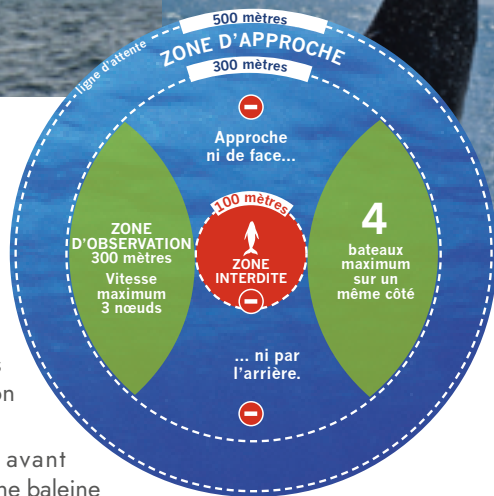 500 mètres
ZONE D'APPROCHE
ligne d'attente
300 mètres
Approche
ni de face...
100 mètres
ZONE
INTERDITE
ZONE
D'OBSERVATION
300 mètres
Vitesse
maximum
3 nœuds
4
bateaux
maximum
sur un
même côté
... ni par
l'arrière.
avant
baleine